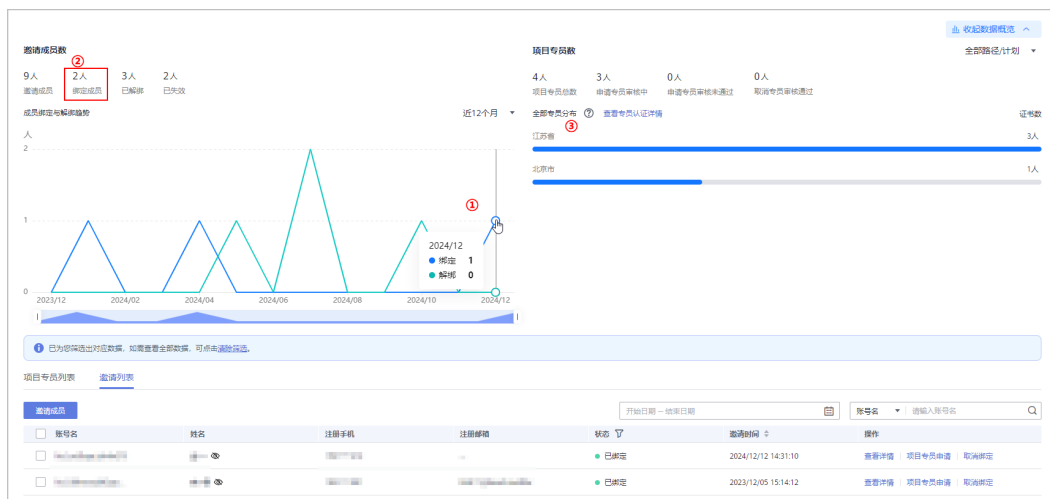 收起数据概览
邀请成员数
项目专员数
全部路径/计划
②
9人 2人 3人 2人
邀请成员 绑定成员 已解绑 已失效
4人 3人 0人 0人
项目专员总数 申请专员审核中 申请专员审核未通过 取消专员审核通过
成员绑定与解绑趋势
近12个月
全部专员分布 查看专员认证详情
证书数
③
人
江苏省 3人
北京市 1人
2
1
0
①
2024/12
绑定 1
解绑 0
2023/12 2024/02 2024/04 2024/06 2024/08 2024/10 2024/12
已为您筛选出对应数据，如需查看全部数据，可点击清除筛选。
项目专员列表 邀请列表
邀请成员
开始日期 – 结束日期
账号名 请输入账号名
账号名 姓名 注册手机 注册邮箱 状态 邀请时间 操作
已绑定 2024/12/12 14:31:10 查看详情 项目专员申请 取消绑定
已绑定 2023/12/05 15:14:12 查看详情 项目专员申请 取消绑定